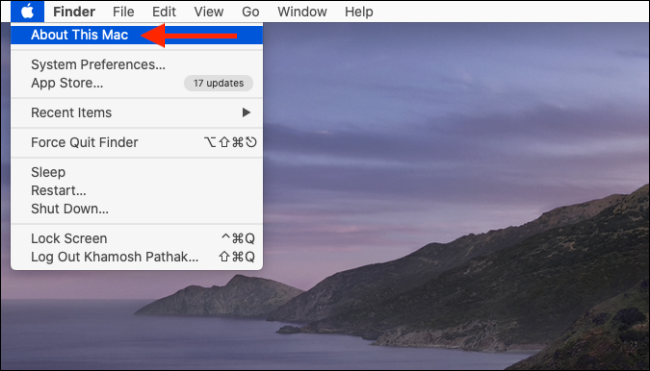 Finder File Edit View Go Window Help
About This Mac
System Preferences...
App Store... 17 updates
Recent Items
Force Quit Finder ⌥⇧⌘⎋
Sleep
Restart...
Shut Down...
Lock Screen ^⌘Q
Log Out Khamosh Pathak... ⇧⌘Q